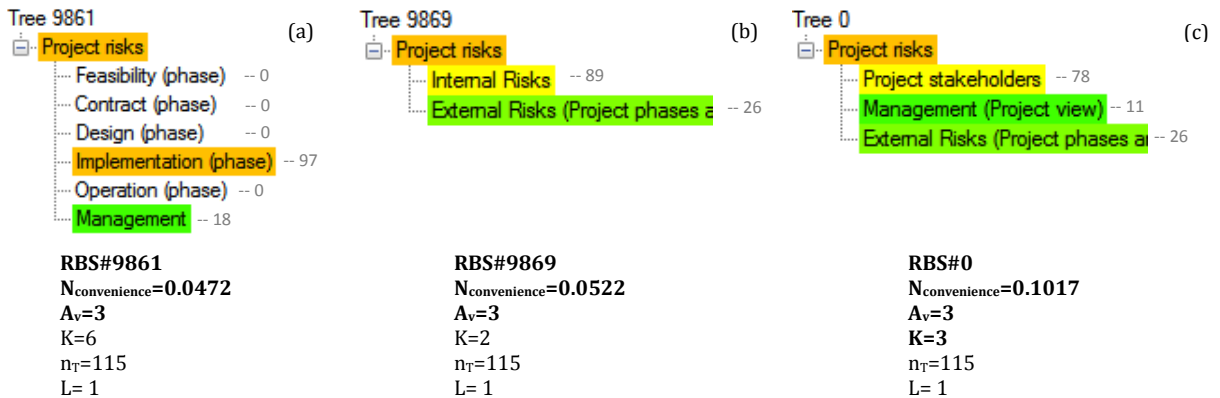 Tree 9861
(a)
Project risks
Feasibility (phase) -- 0
Contract (phase) -- 0
Design (phase) -- 0
Implementation (phase) -- 97
Operation (phase) -- 0
Management -- 18
RBS#9861
Nconvenience=0.0472
Av=3
K=6
nT=115
L= 1
Tree 9869
(b)
Project risks
Internal Risks -- 89
External Risks (Project phases a -- 26
RBS#9869
Nconvenience=0.0522
Av=3
K=2
nT=115
L= 1
Tree 0
(c)
Project risks
Project stakeholders -- 78
Management (Project view) -- 11
External Risks (Project phases a -- 26
RBS#0
Nconvenience=0.1017
Av=3
K=3
nT=115
L= 1